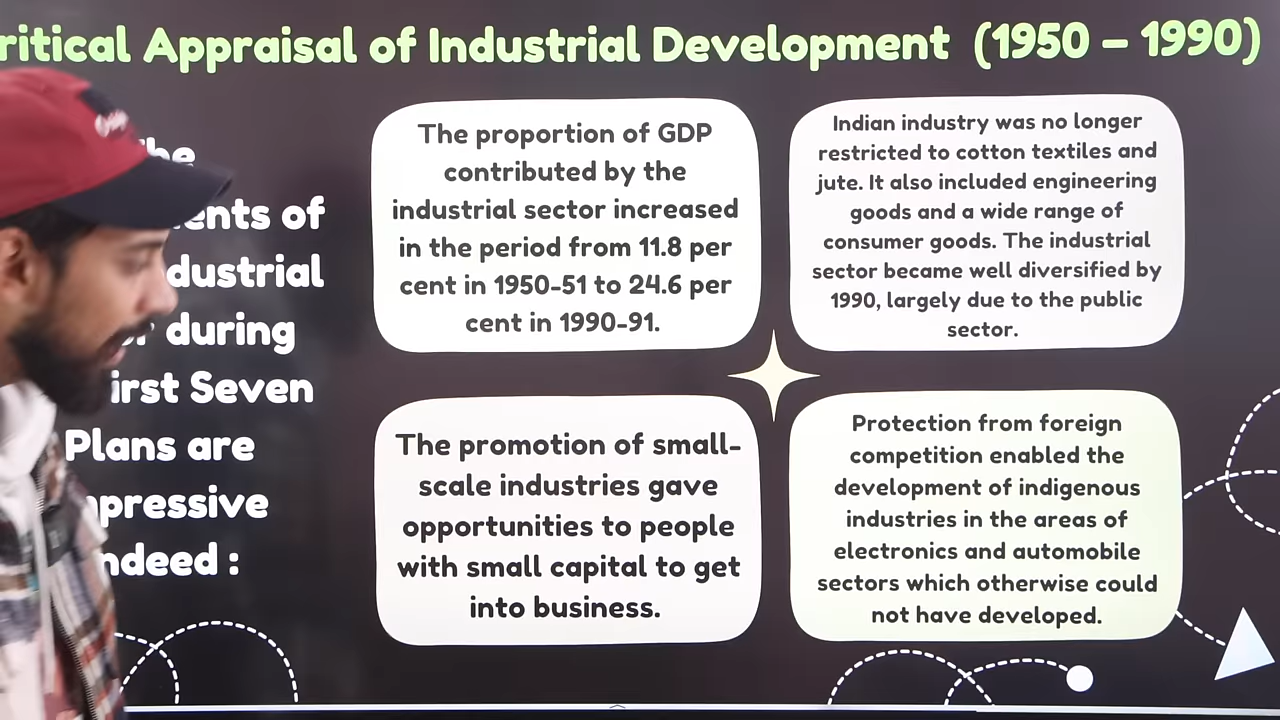 ritical Appraisal of Industrial Development (1950 – 1990)
he
ents of
dustrial
during
irst Seven
Plans are
pressive
ndeed :
The proportion of GDP
contributed by the
industrial sector increased
in the period from 11.8 per
cent in 1950-51 to 24.6 per
cent in 1990-91.
Indian industry was no longer
restricted to cotton textiles and
jute. It also included engineering
goods and a wide range of
consumer goods. The industrial
sector became well diversified by
1990, largely due to the public
sector.
The promotion of small-
scale industries gave
opportunities to people
with small capital to get
into business.
Protection from foreign
competition enabled the
development of indigenous
industries in the areas of
electronics and automobile
sectors which otherwise could
not have developed.